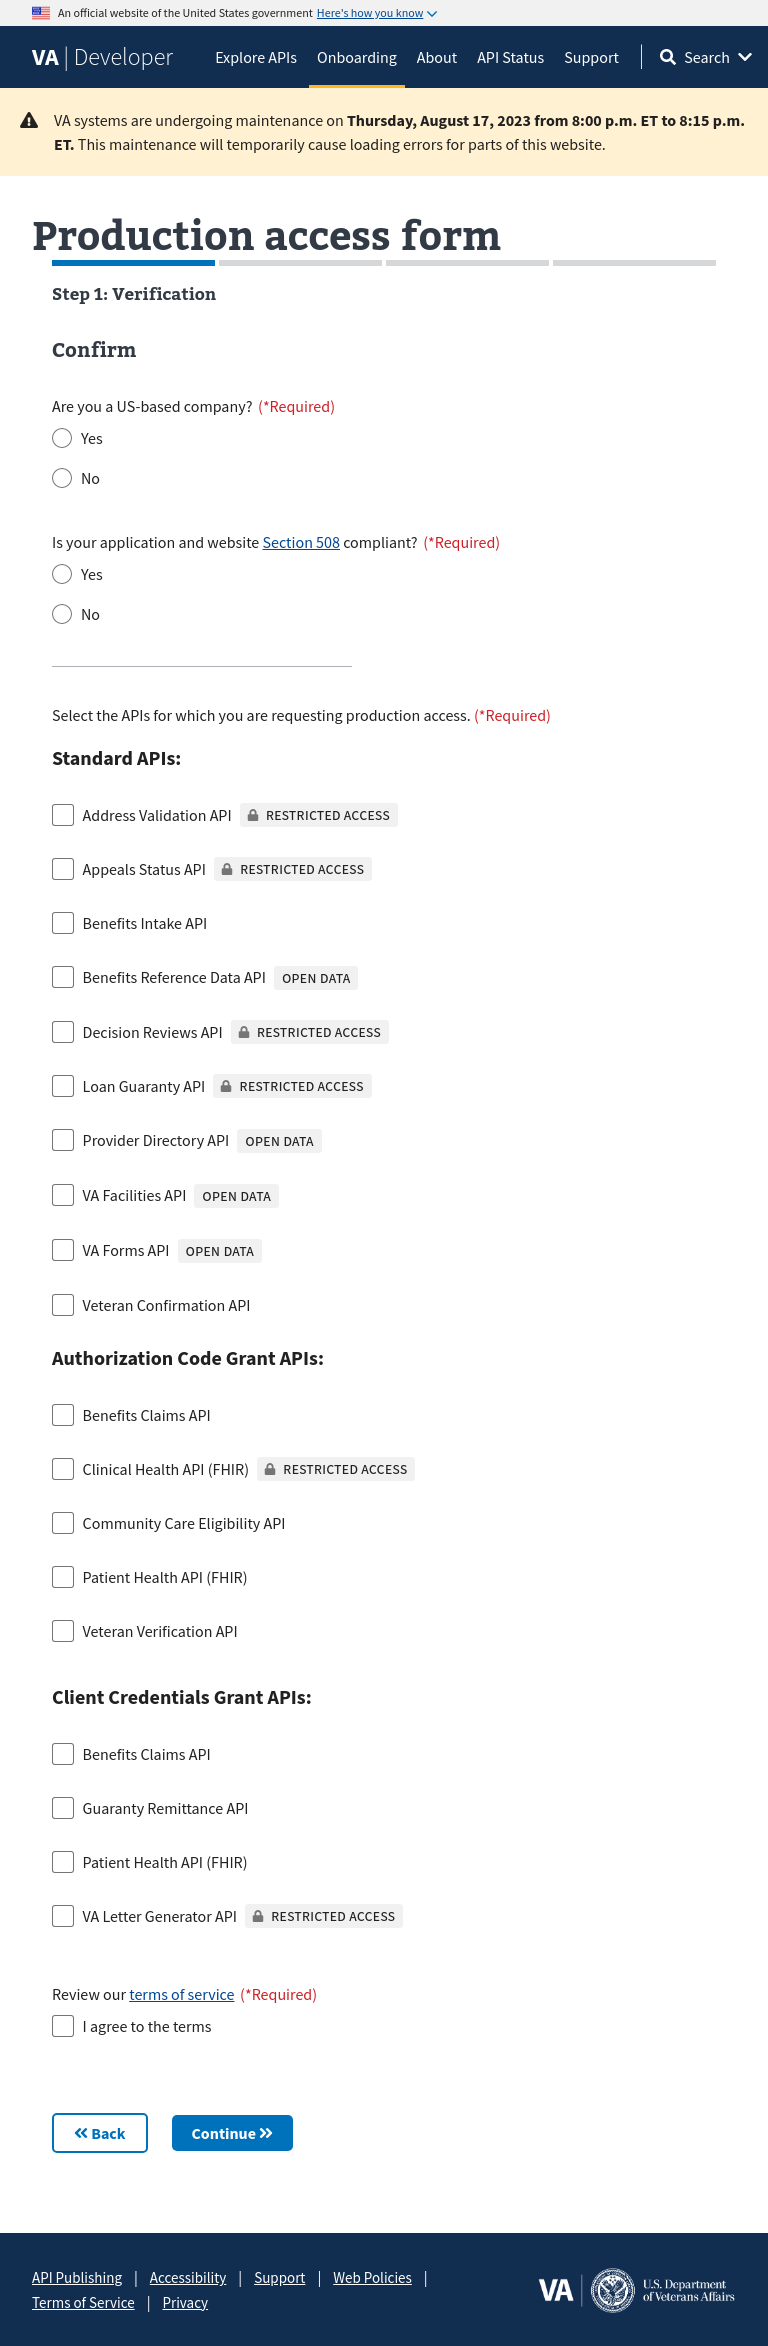 An official website of the United States government Here's how you know
VA | Developer
Explore APIs Onboarding About API Status Support Search
VA systems are undergoing maintenance on Thursday, August 17, 2023 from 8:00 p.m. ET to 8:15 p.m.
ET. This maintenance will temporarily cause loading errors for parts of this website.
Production access form
Step 1: Verification
Confirm
Are you a US-based company? (*Required)
Yes
No
Is your application and website Section 508 compliant? (*Required)
Yes
No
Select the APIs for which you are requesting production access. (*Required)
Standard APIs:
Address Validation API RESTRICTED ACCESS
Appeals Status API RESTRICTED ACCESS
Benefits Intake API
Benefits Reference Data API OPEN DATA
Decision Reviews API RESTRICTED ACCESS
Loan Guaranty API RESTRICTED ACCESS
Provider Directory API OPEN DATA
VA Facilities API OPEN DATA
VA Forms API OPEN DATA
Veteran Confirmation API
Authorization Code Grant APIs:
Benefits Claims API
Clinical Health API (FHIR) RESTRICTED ACCESS
Community Care Eligibility API
Patient Health API (FHIR)
Veteran Verification API
Client Credentials Grant APIs:
Benefits Claims API
Guaranty Remittance API
Patient Health API (FHIR)
VA Letter Generator API RESTRICTED ACCESS
Review our terms of service (*Required)
I agree to the terms
Back Continue
API Publishing | Accessibility | Support | Web Policies |
Terms of Service | Privacy
VA | U.S. Department
of Veterans Affairs